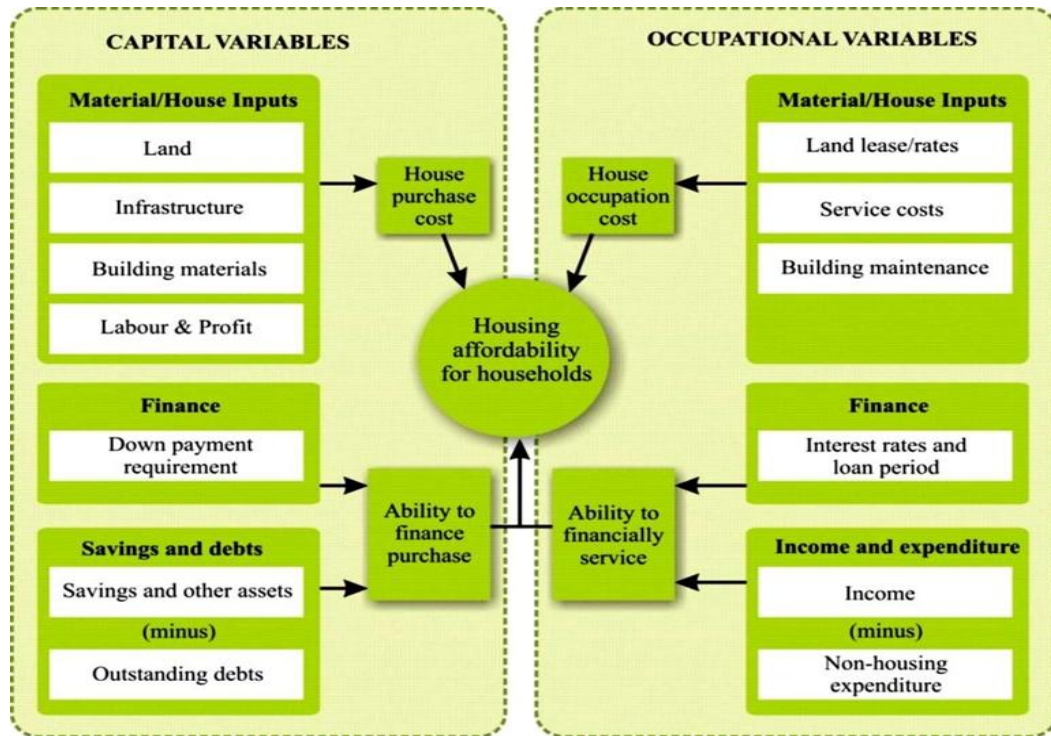 CAPITAL VARIABLES
Material/House Inputs
Land
Infrastructure
Building materials
Labour & Profit
House
purchase
cost
Finance
Down payment
requirement
Savings and debts
Savings and other assets
(minus)
Outstanding debts
Ability to
finance
purchase
Housing
affordability
for households
OCCUPATIONAL VARIABLES
Material/House Inputs
Land lease/rates
Service costs
Building maintenance
House
occupation
cost
Finance
Interest rates and
loan period
Income and expenditure
Income
(minus)
Non-housing
expenditure
Ability to
financially
service